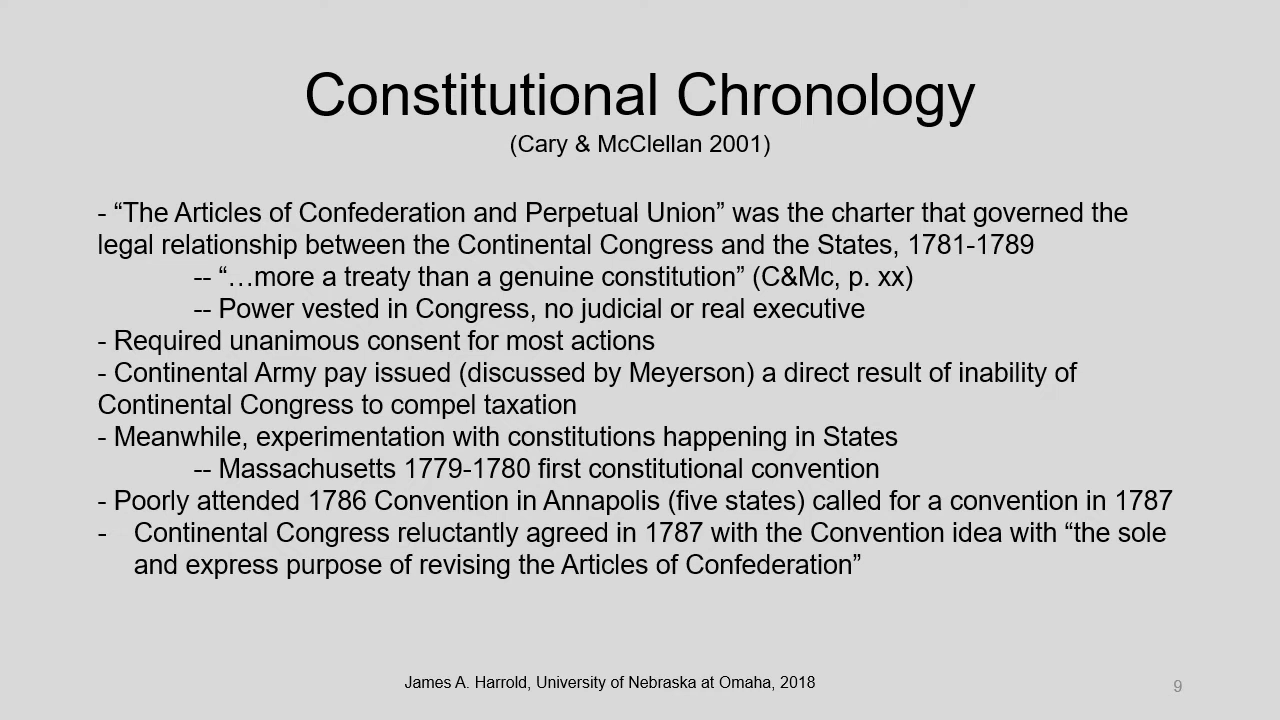 Constitutional Chronology
(Cary & McClellan 2001)
- “The Articles of Confederation and Perpetual Union” was the charter that governed the
legal relationship between the Continental Congress and the States, 1781-1789
-- “…more a treaty than a genuine constitution” (C&Mc, p. xx)
-- Power vested in Congress, no judicial or real executive
- Required unanimous consent for most actions
- Continental Army pay issued (discussed by Meyerson) a direct result of inability of
Continental Congress to compel taxation
- Meanwhile, experimentation with constitutions happening in States
-- Massachusetts 1779-1780 first constitutional convention
- Poorly attended 1786 Convention in Annapolis (five states) called for a convention in 1787
- Continental Congress reluctantly agreed in 1787 with the Convention idea with “the sole
and express purpose of revising the Articles of Confederation”
James A. Harrold, University of Nebraska at Omaha, 2018
9